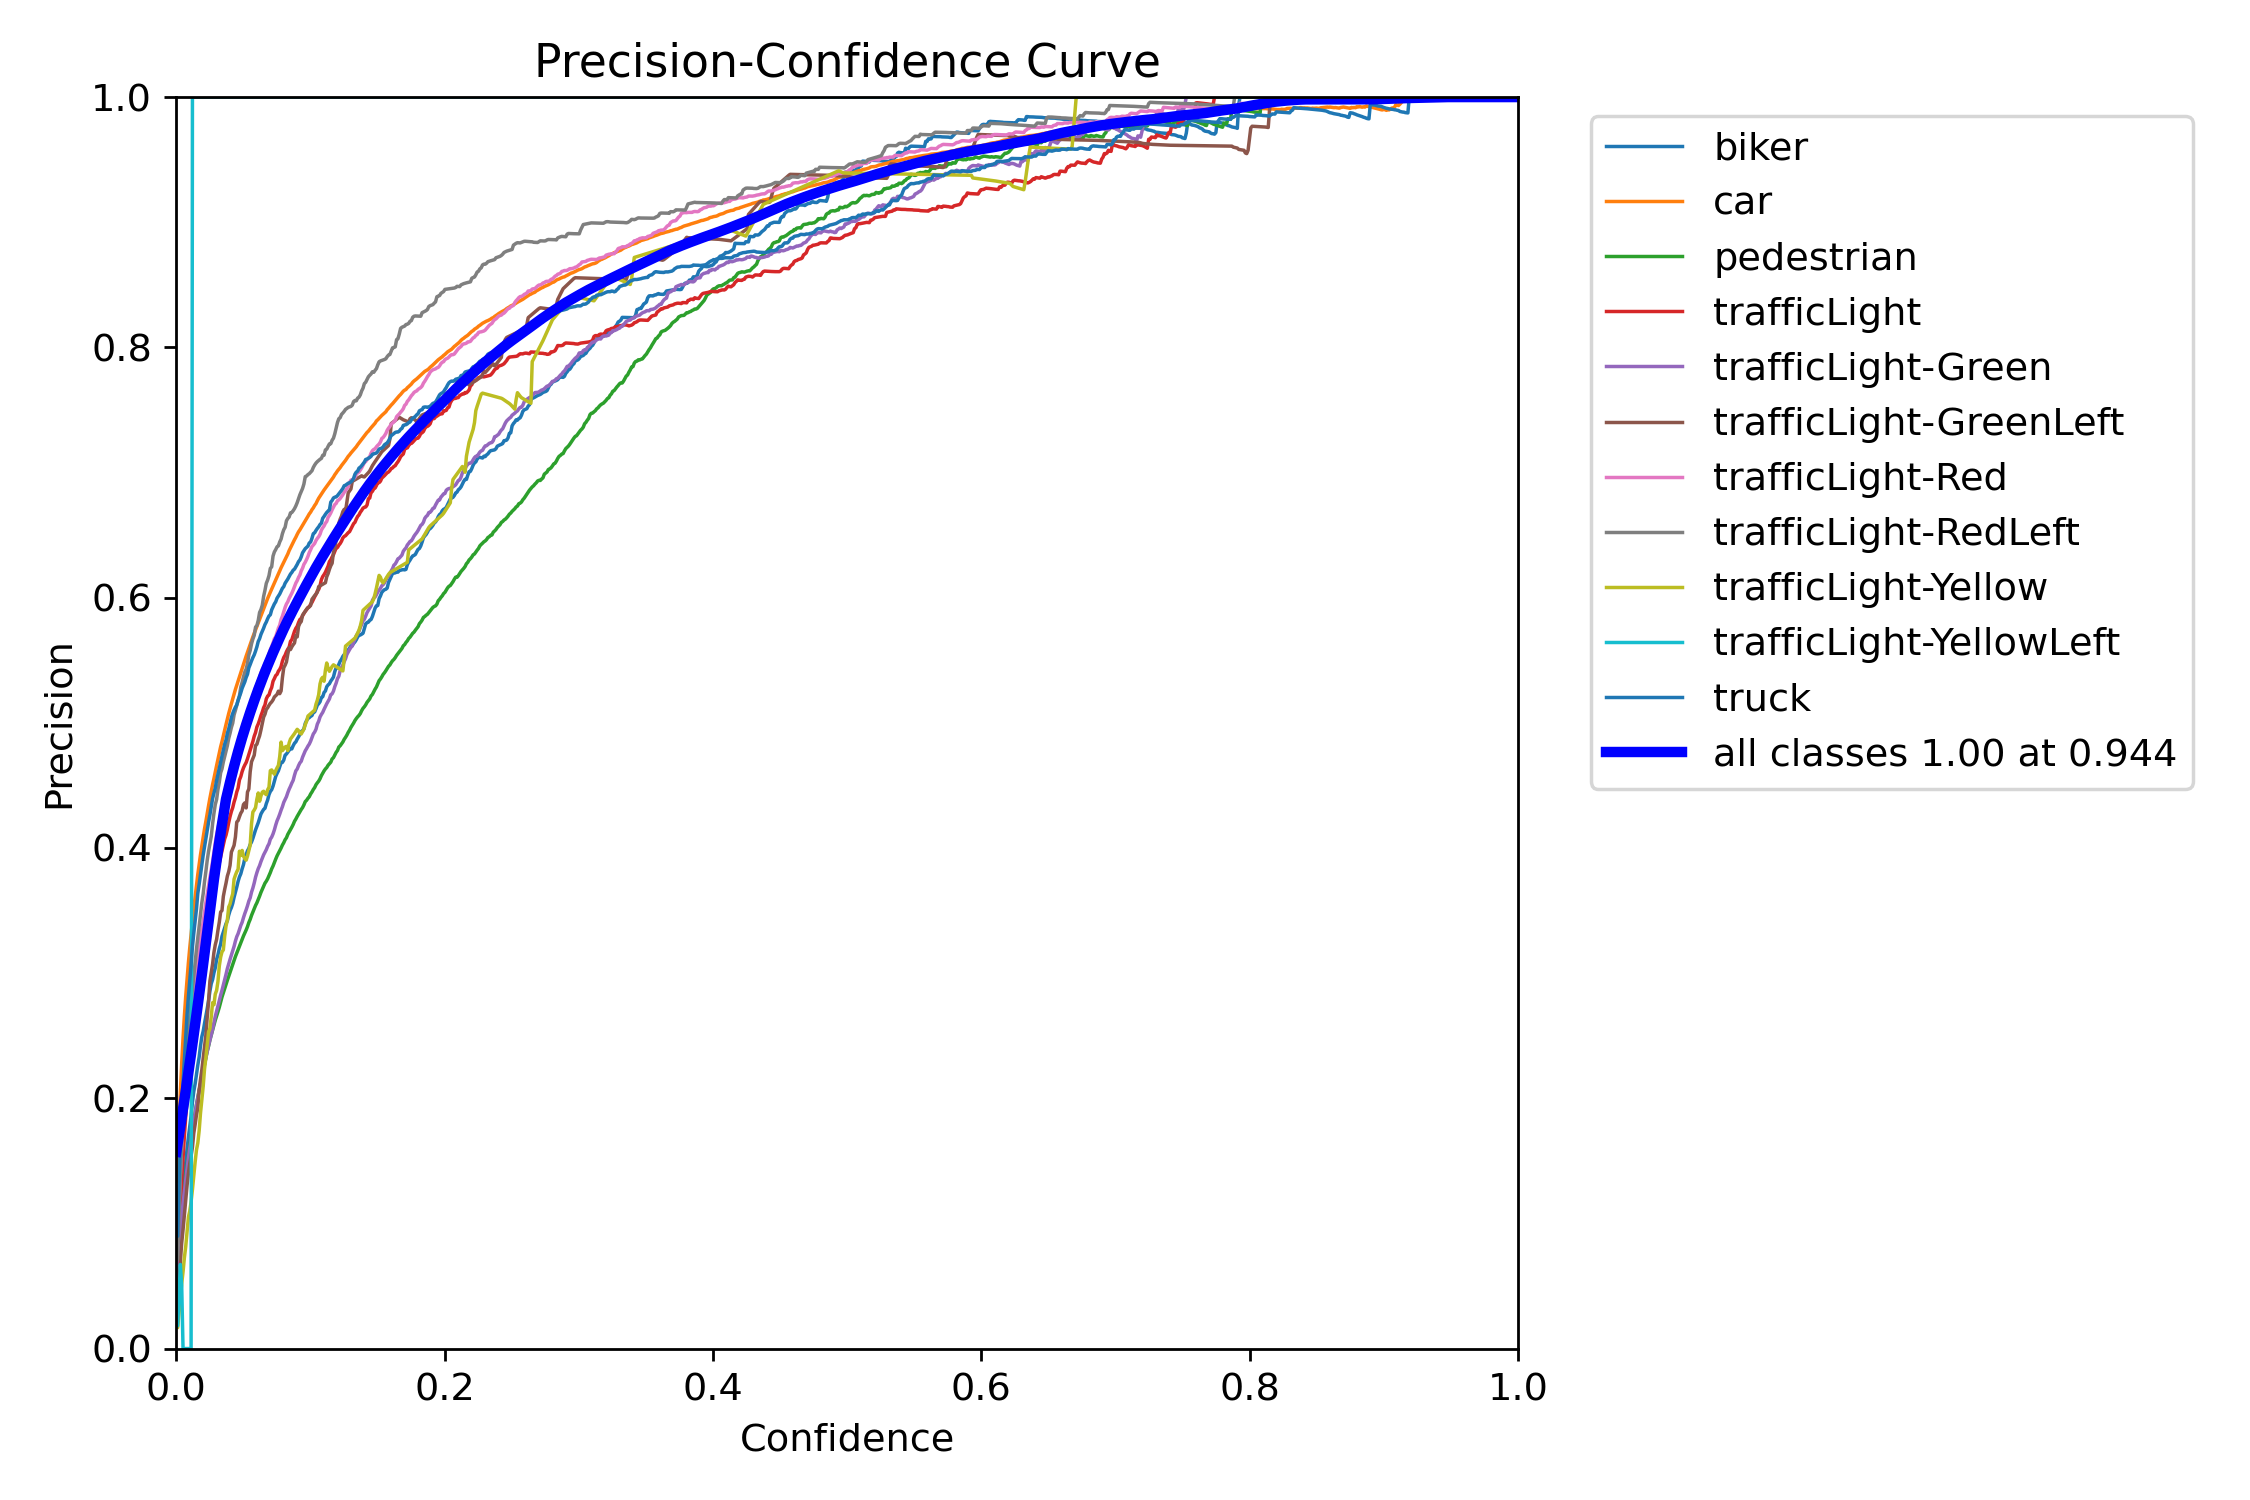 Precision-Confidence Curve
1.0
0.8
0.6
0.4
0.2
0.0
Precision
0.0 0.2 0.4 0.6 0.8 1.0
Confidence
biker
car
pedestrian
trafficLight
trafficLight-Green
trafficLight-GreenLeft
trafficLight-Red
trafficLight-RedLeft
trafficLight-Yellow
trafficLight-YellowLeft
truck
all classes 1.00 at 0.944